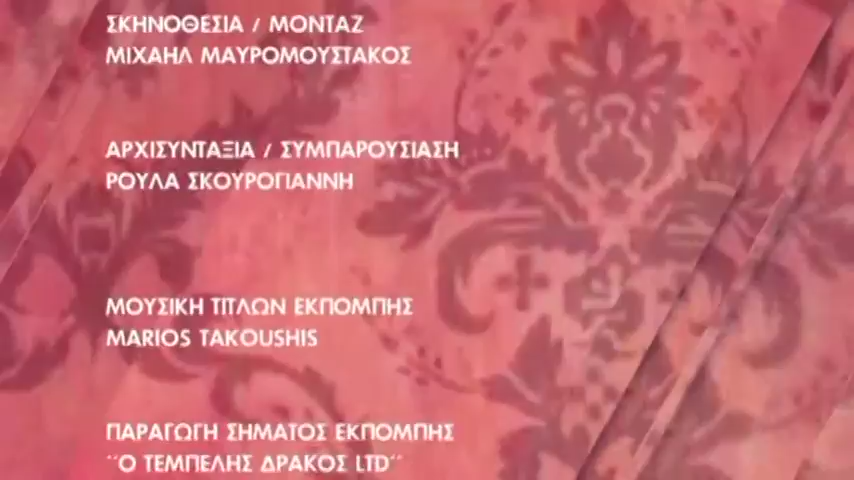 ΣΚΗΝΟΘΕΣΙΑ / ΜΟΝΤΑΖ
ΜΙΧΑΗΛ ΜΑΥΡΟΜΟΥΣΤΑΚΟΣ
ΑΡΧΙΣΥΝΤΑΞΙΑ / ΣΥΜΠΑΡΟΥΣΙΑΣΗ
ΡΟΥΛΑ ΣΚΟΥΡΟΓΙΑΝΝΗ
ΜΟΥΣΙΚΗ ΤΙΤΛΩΝ ΕΚΠΟΜΠΗΣ
MARIOS TAKOUSHIS
ΠΑΡΑΓΩΓΗ ΣΗΜΑΤΟΣ ΕΚΠΟΜΠΗΣ
“Ο ΤΕΜΠΕΛΗΣ ΔΡΑΚΟΣ LTD”